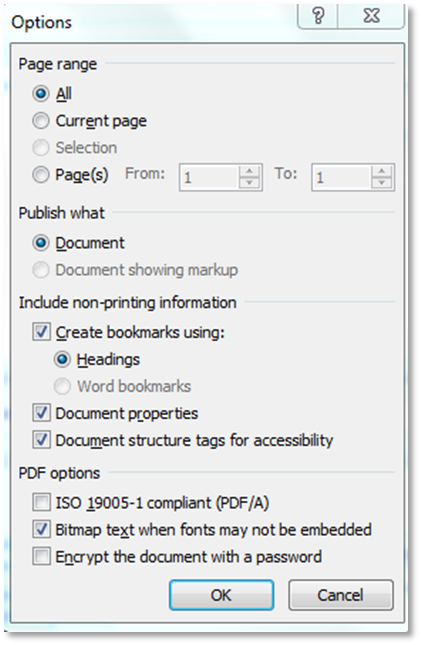 Options
?
Page range
All
Current page
Selection
Page(s) From: 1 To: 1
Publish what
Document
Document showing markup
Include non-printing information
Create bookmarks using:
Headings
Word bookmarks
Document properties
Document structure tags for accessibility
PDF options
ISO 19005-1 compliant (PDF/A)
Bitmap text when fonts may not be embedded
Encrypt the document with a password
OK Cancel